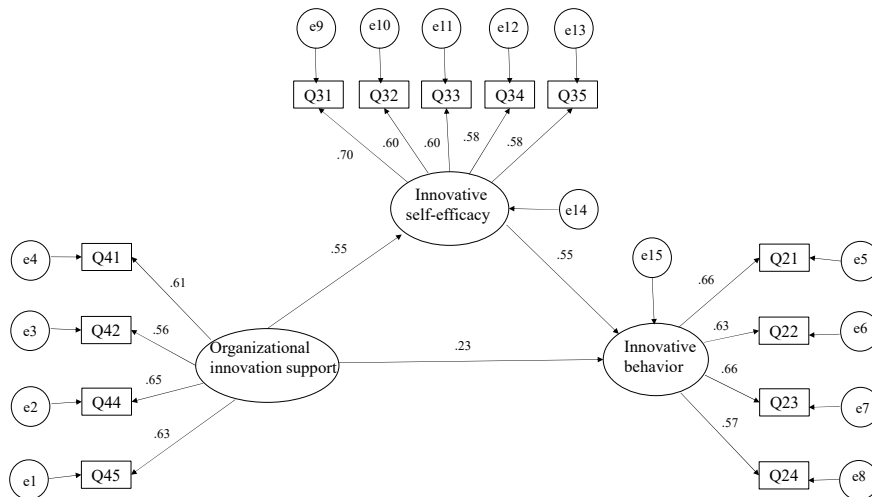 e9 e10 e11 e12 e13
Q31 Q32 Q33 Q34 Q35
.70 .60 .60 .58 .58
Innovative
self-efficacy
e14
.55 .55
e15
e4 Q41
.61
e3 Q42
.56
Organizational
innovation support
.65
e2 Q44
.63
e1 Q45
.23
Innovative
behavior
.66
Q21 e5
.63
Q22 e6
.66
Q23 e7
.57
Q24 e8